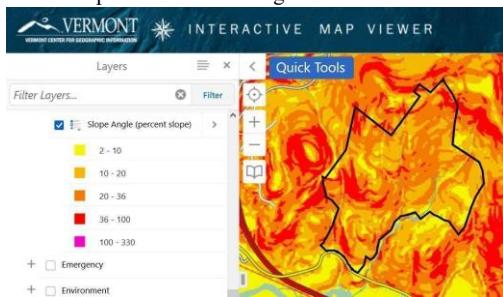 VERMONT
VERMONT CENTER FOR GEOGRAPHIC INFORMATION
INTERACTIVE MAP VIEWER
Layers
Quick Tools
Filter Layers...
Filter
Slope Angle (percent slope)
2 - 10
10 - 20
20 - 36
36 - 100
100 - 330
Emergency
Environment